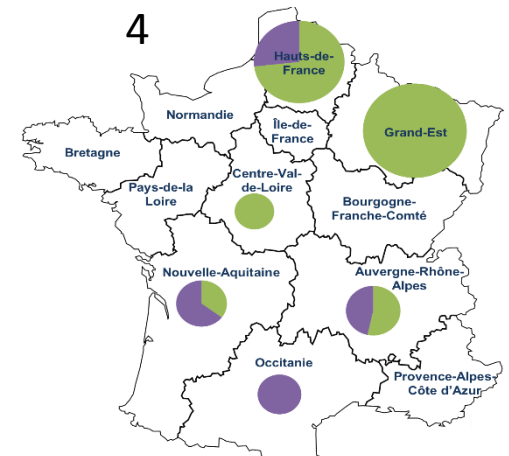 4
Hauts-de-
France
Normandie
Île-de-
France
Grand-Est
Bretagne
Centre-Val-
de-Loire
Pays-de-la
Loire
Bourgogne-
Franche-Comté
Nouvelle-Aquitaine
Auvergne-Rhône-
Alpes
Occitanie
Provence-Alpes-
Côte d'Azur